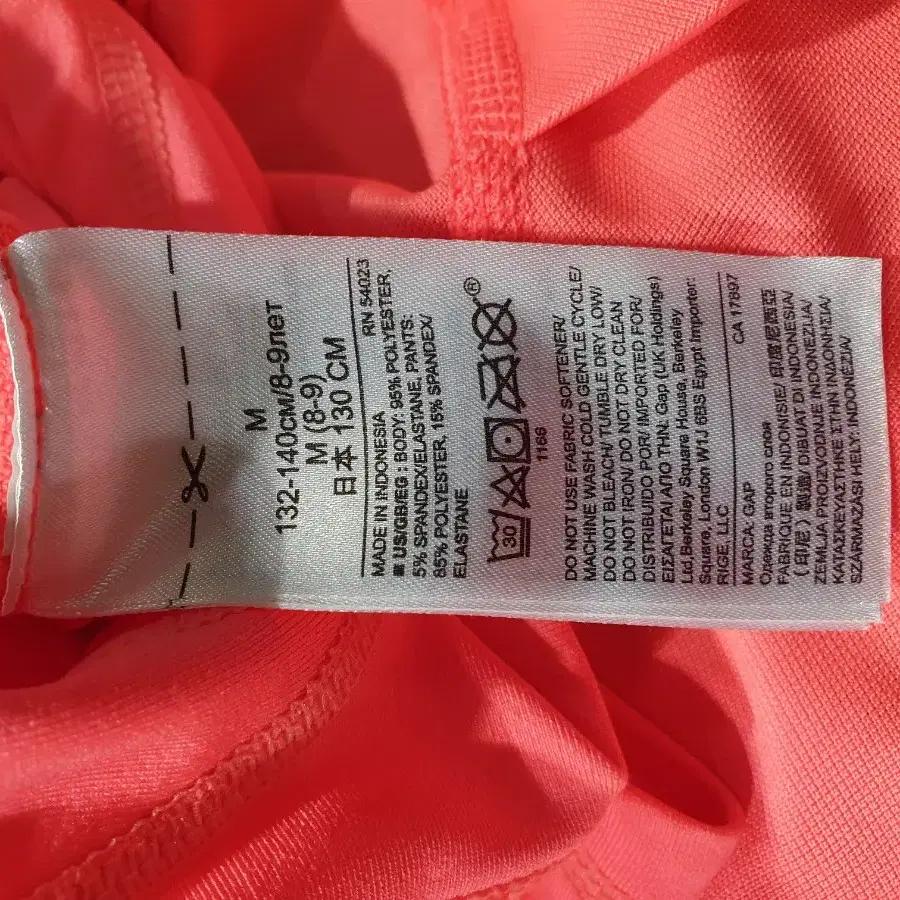 M
132-140см/8-9лет
M (8-9)
日本 130 CM
RN 54023
MADE IN INDONESIA
■ US/GB/EG : BODY: 95% POLYESTER,
5% SPANDEX/ELASTANE, PANTS:
85% POLYESTER, 15% SPANDEX/
ELASTANE
30
®
1166
DO NOT USE FABRIC SOFTENER/
MACHINE WASH COLD GENTLE CYCLE/
DO NOT BLEACH/ TUMBLE DRY LOW/
DO NOT IRON/ DO NOT DRY CLEAN
DISTRIBUIDO POR/ IMPORTED FOR/
ΕΙΣΑΓΕΤΑΙ ΑΠΟ ΤΗΝ: Gap (UK Holdings)
Ltd,Berkeley Square House, Berkeley
Square, London W1J 6BS Egypt Importer:
RIGE, LLC
CA 17897
MARCA: GAP
Одежда второго слоя
FABRIQUE EN INDONESIE/ 印度尼西亞
(印尼) 製造/ DIBUAT DI INDONEZIJA/
ZEMLJA PROIZVODNJE INDONEZIJA/
ΚΑΤΑΣΚΕΥΑΣΤΗΚΕ ΣΤΗΝ ΙΝΔΟΝΗΣΙΑ/
SZÁRMAZÁSI HELY: INDONÉZIA/